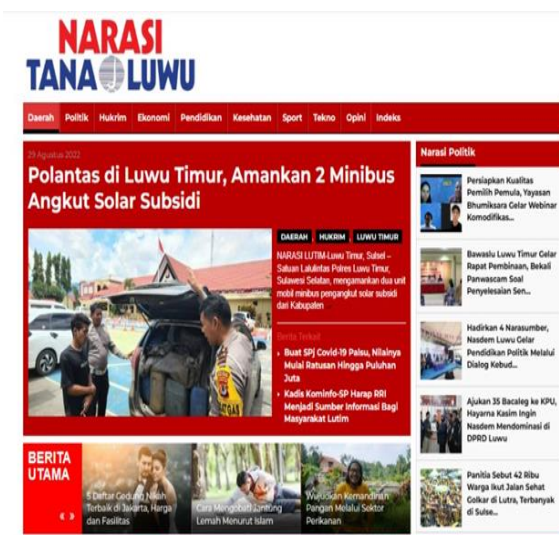 NARASI
TANA LUWU
Daerah Politik Hukrim Ekonomi Pendidikan Kesehatan Sport Tekno Opini Indeks
29 Agustus 2022
Polantas di Luwu Timur, Amankan 2 Minibus
Angkut Solar Subsidi
DAERAH HUKRIM LUWU TIMUR
NARASI LUTIM-Luwu Timur, Sulsel –
Satuan Lalulintas Polres Luwu Timur,
Sulawesi Selatan, mengamankan dua unit
mobil minibus pengangkut solar subsidi
dari Kabupaten
Berita Terkait
Buat SPj Covid-19 Palsu, Nilainya
Mulai Ratusan Hingga Puluhan
Juta
Kadis Kominfo-SP Harap RRI
Menjadi Sumber Informasi Bagi
Masyarakat Lutim
BERITA
UTAMA
5 Daftar Gedung Nikah
Terbaik di Jakarta, Harga
dan Fasilitas
Cara Mengobati Jantung
Lemah Menurut Islam
Wujudkan Kemandirian
Pangan Melalui Sektor
Perikanan
Narasi Politik
Persiapkan Kualitas
Pemilih Pemula, Yayasan
Bhumiksara Gelar Webinar
Komodifikas...
Bawaslu Luwu Timur Gelar
Rapat Pembinaan, Bekali
Panwascam Soal
Penyelesaian Sen...
Hadirkan 4 Narasumber,
Nasdem Luwu Gelar
Pendidikan Politik Melalui
Dialog Kebud...
Ajukan 35 Bacaleg ke KPU,
Hayarna Kasim Ingin
Nasdem Mendominasi di
DPRD Luwu
Panitia Sebut 42 Ribu
Warga Ikut Jalan Sehat
Golkar di Lutra, Terbanyak
di Sulse...